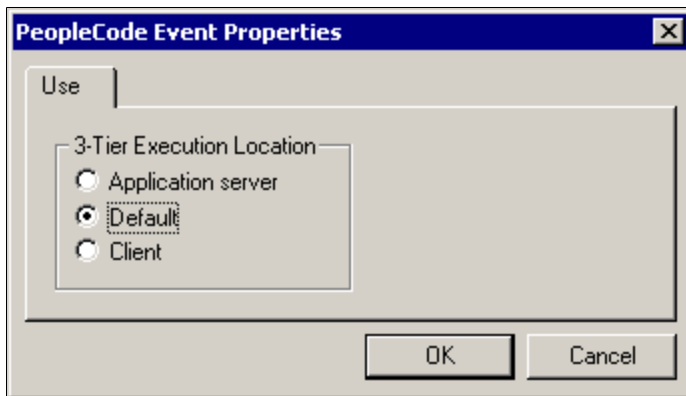 PeopleCode Event Properties
Use
3-Tier Execution Location
Application server
Default
Client
OK Cancel